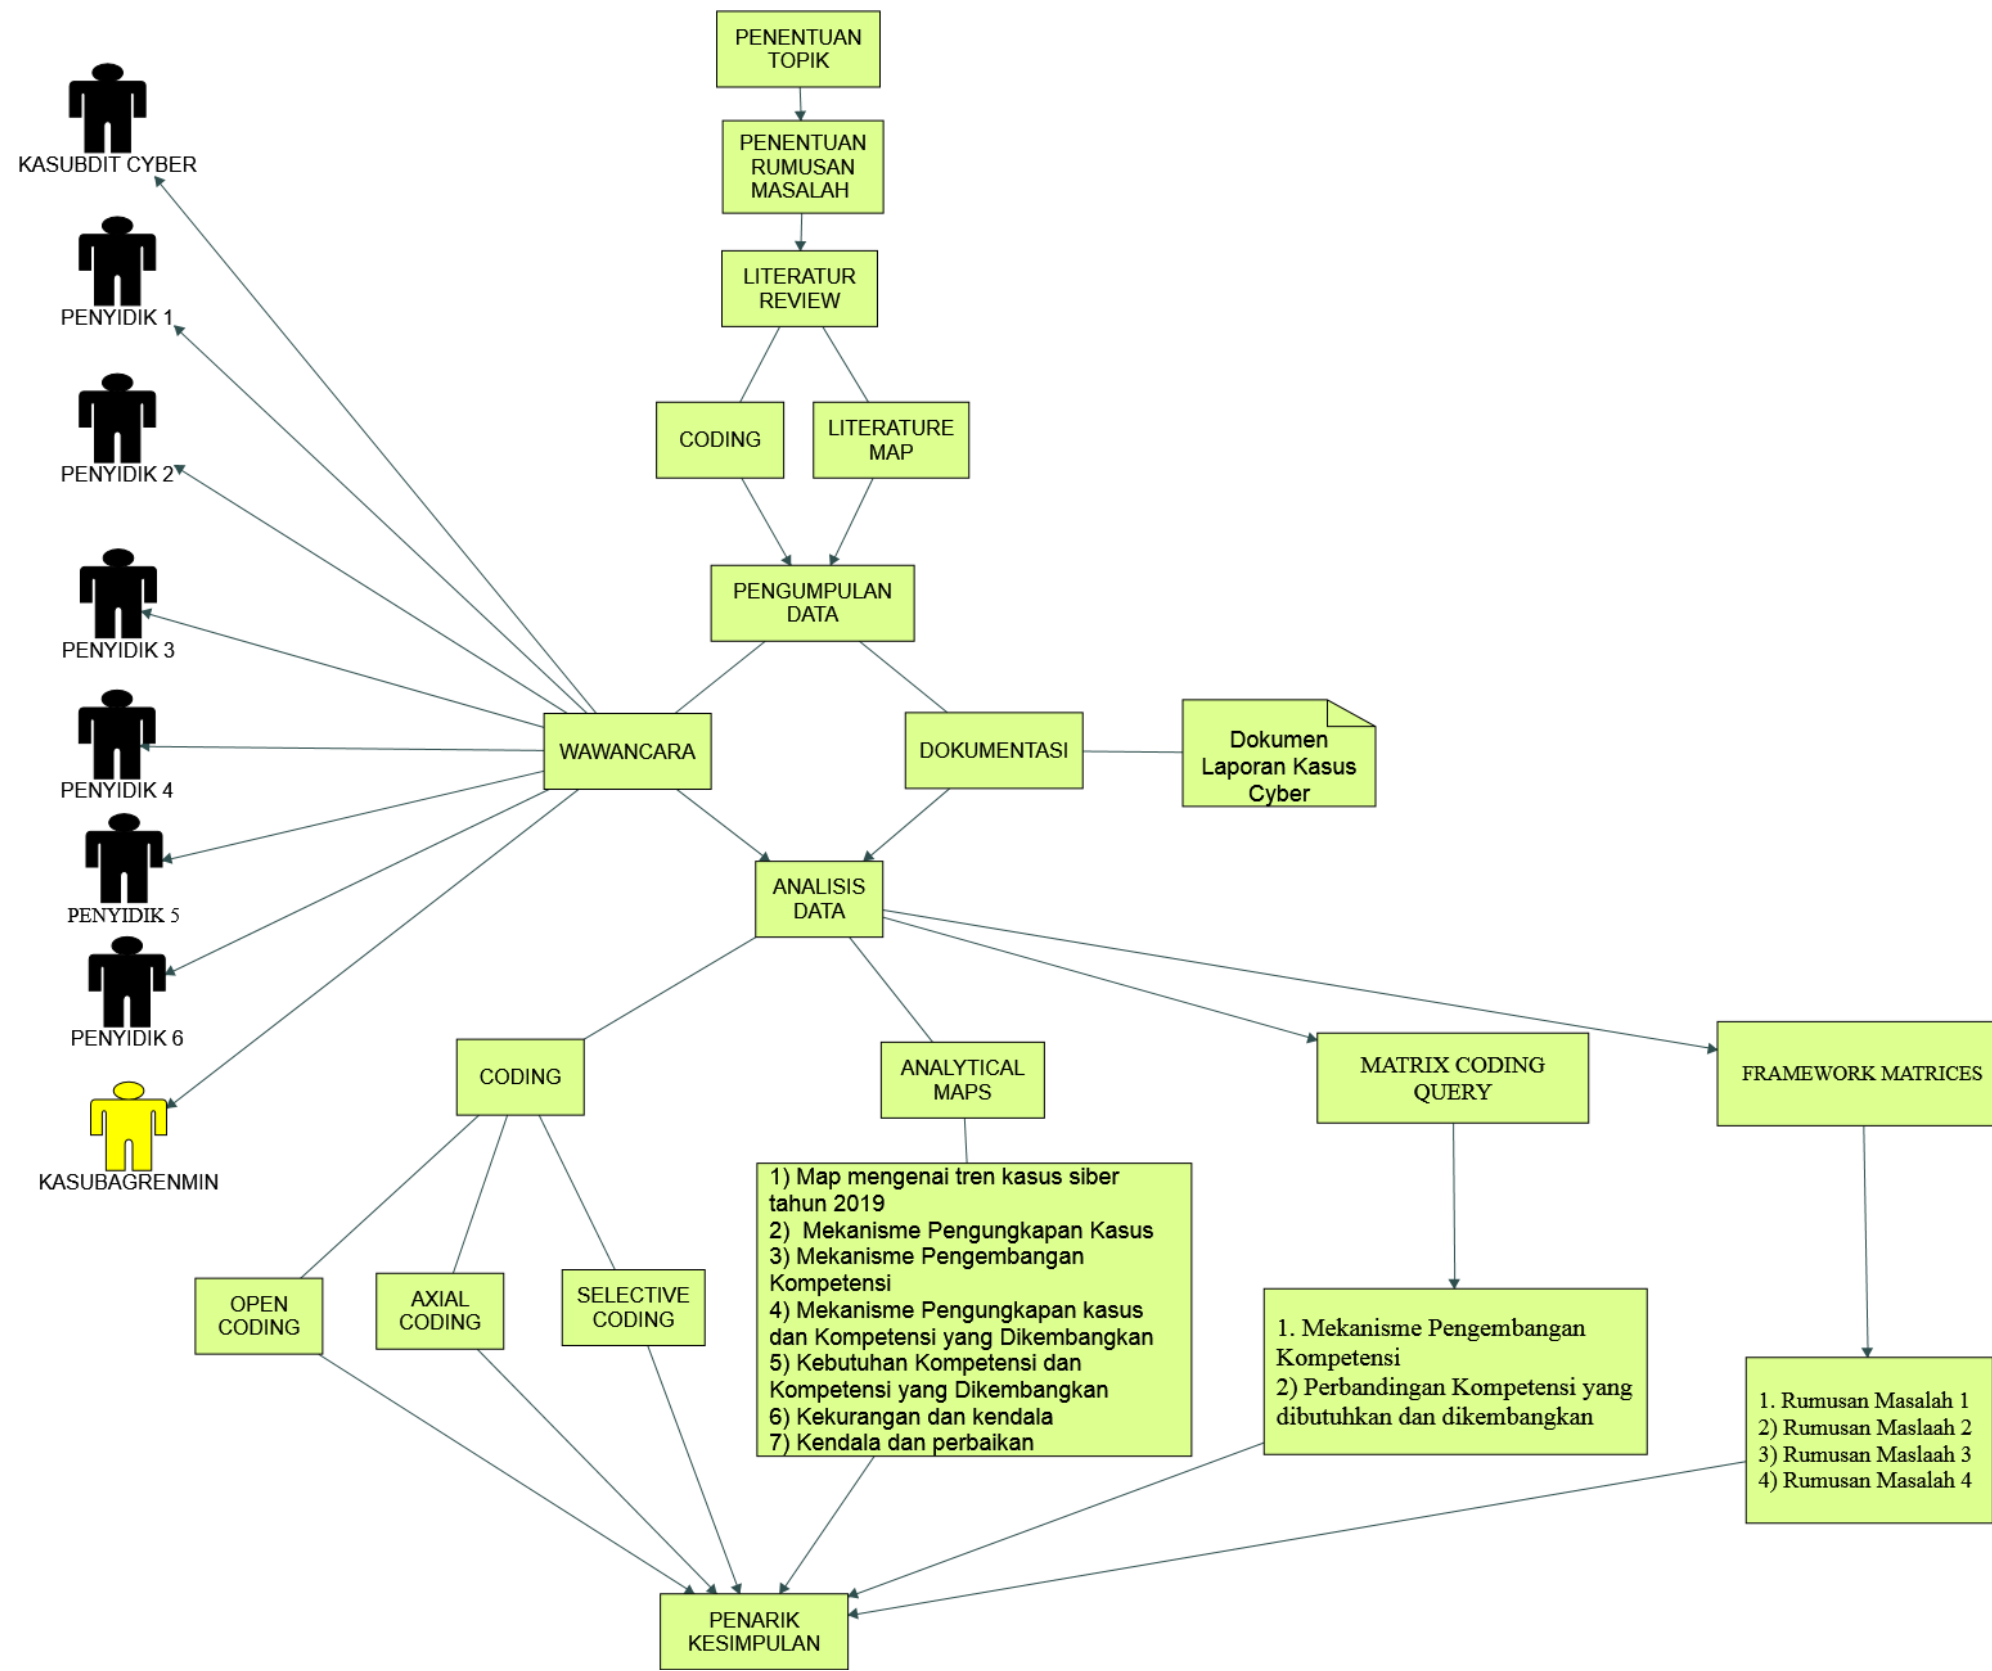 PENENTUAN
TOPIK
PENENTUAN
RUMUSAN
MASALAH
LITERATUR
REVIEW
CODING
LITERATURE
MAP
PENGUMPULAN
DATA
KASUBDIT CYBER
PENYIDIK 1
PENYIDIK 2
PENYIDIK 3
PENYIDIK 4
PENYIDIK 5
PENYIDIK 6
KASUBAGRENMIN
WAWANCARA
DOKUMENTASI
Dokumen
Laporan Kasus
Cyber
ANALISIS
DATA
CODING
ANALYTICAL
MAPS
MATRIX CODING
QUERY
FRAMEWORK MATRICES
OPEN
CODING
AXIAL
CODING
SELECTIVE
CODING
1) Map mengenai tren kasus siber
tahun 2019
2)  Mekanisme Pengungkapan Kasus
3) Mekanisme Pengembangan
Kompetensi
4) Mekanisme Pengungkapan kasus
dan Kompetensi yang Dikembangkan
5) Kebutuhan Kompetensi dan
Kompetensi yang Dikembangkan
6) Kekurangan dan kendala
7) Kendala dan perbaikan
1. Mekanisme Pengembangan
Kompetensi
2) Perbandingan Kompetensi yang
dibutuhkan dan dikembangkan
1. Rumusan Masalah 1
2) Rumusan Maslaah 2
3) Rumusan Maslaah 3
4) Rumusan Masalah 4
PENARIK
KESIMPULAN